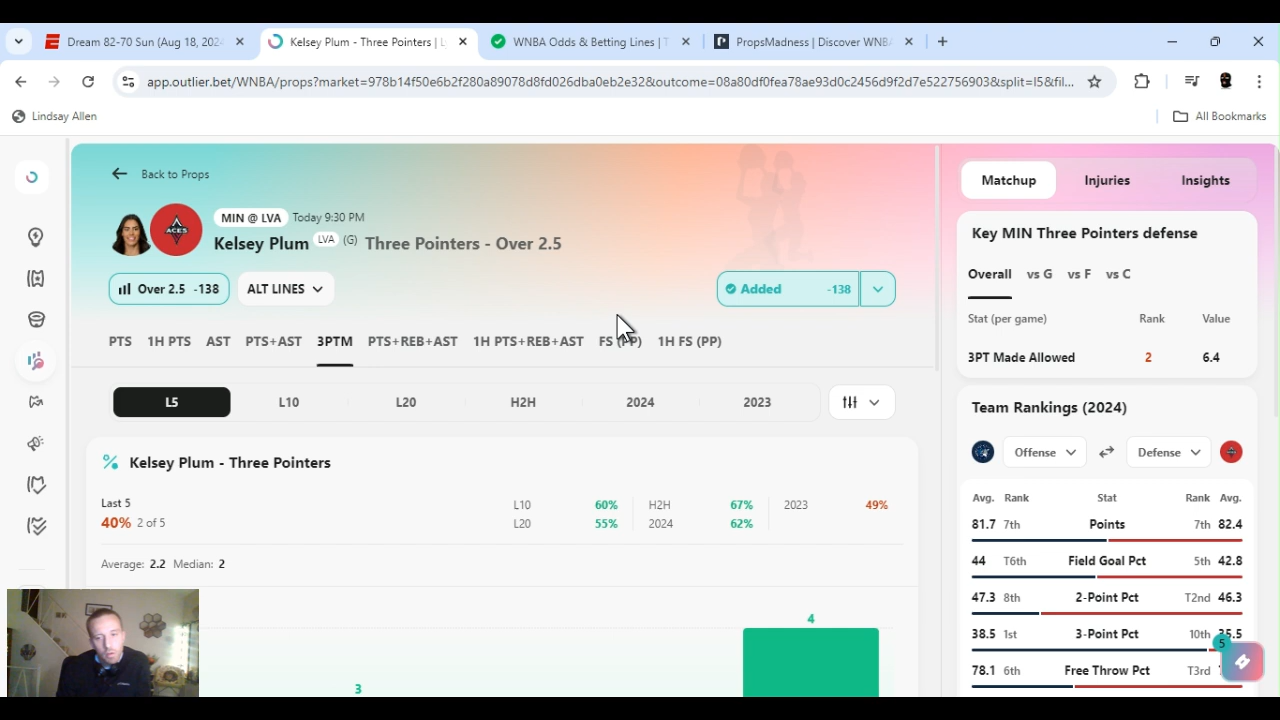 Dream 82-70 Sun (Aug 18, 202
Kelsey Plum - Three Pointers | L
WNBA Odds & Betting Lines | T
PropsMadness | Discover WNB
app.outlier.bet/WNBA/props?market=978b14f50e6b2f280a89078d8fd026dba0eb2e32&outcome=08a80df0fea78ae93d0c2456d9f2d7e522756903&split=l5&fil...
Lindsay Allen
All Bookmarks
Back to Props
MIN @ LVA Today 9:30 PM
ACES
Kelsey Plum LVA (G) Three Pointers - Over 2.5
Over 2.5 -138 ALT LINES
Added -138
PTS 1H PTS AST PTS+AST 3PTM PTS+REB+AST 1H PTS+REB+AST FS (PP) 1H FS (PP)
L5 L10 L20 H2H 2024 2023
Kelsey Plum - Three Pointers
Last 5
40% 2 of 5
L10 60% H2H 67% 2023 49%
L20 55% 2024 62%
Average: 2.2 Median: 2
4
3
Matchup Injuries Insights
Key MIN Three Pointers defense
Overall vs G vs F vs C
Stat (per game) Rank Value
3PT Made Allowed 2 6.4
Team Rankings (2024)
Offense Defense
Avg. Rank Stat Rank Avg.
81.7 7th Points 7th 82.4
44 T6th Field Goal Pct 5th 42.8
47.3 8th 2-Point Pct T2nd 46.3
38.5 1st 3-Point Pct 10th 35.5
5
78.1 6th Free Throw Pct T3rd